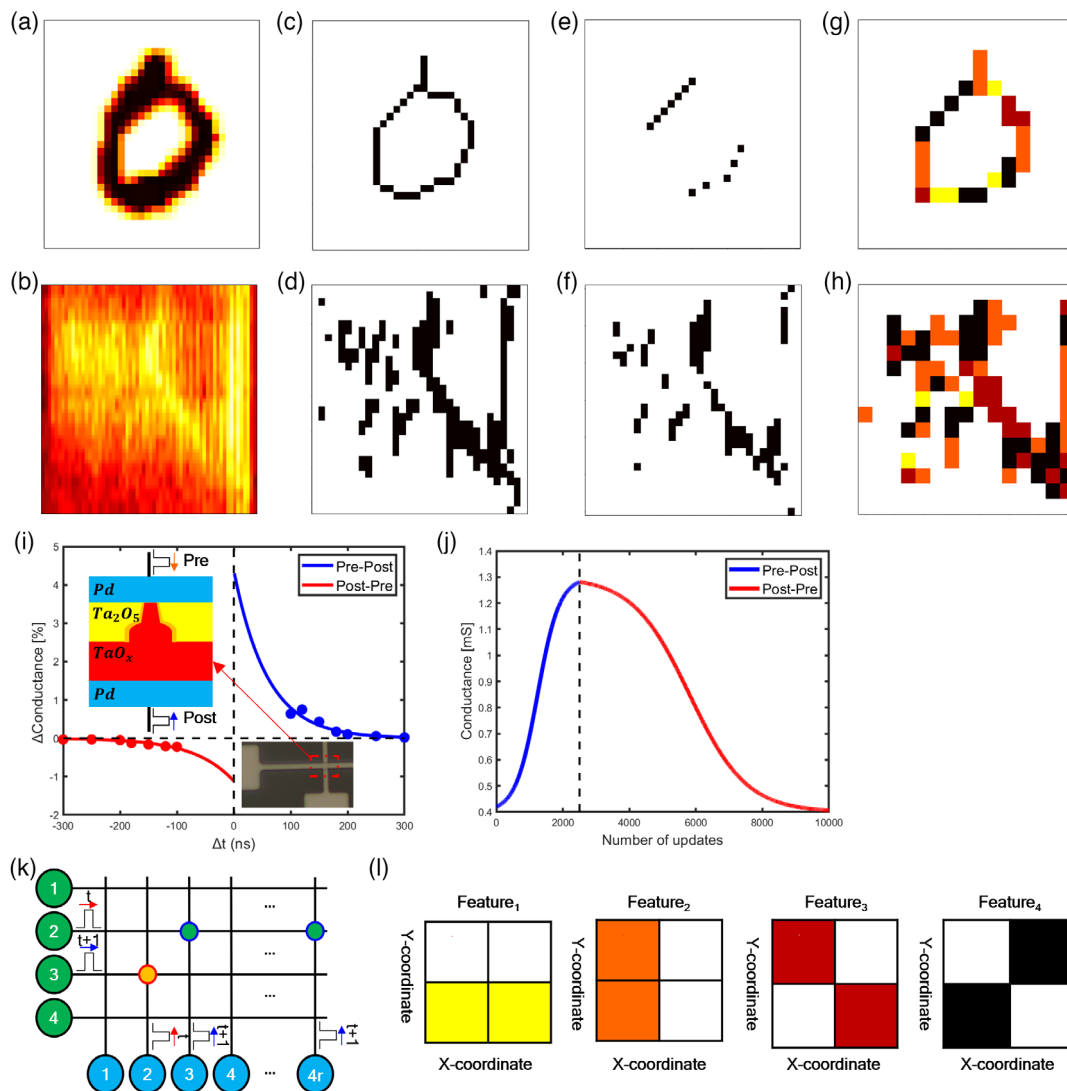 (a)
(c)
(e)
(g)
(b)
(d)
(f)
(h)
(i)
ΔConductance [%]
5
4
3
2
1
0
-1
-2
-300
-200
-100
0
100
200
300
Δt (ns)
Pre-Post
Post-Pre
Pre
Pd
Ta₂O₅
TaOₓ
Pd
Post
(j)
Conductance [mS]
1.4
1.3
1.2
1.1
1.0
0.9
0.8
0.7
0.6
0.5
0.4
0
2000
4000
6000
8000
10000
Number of updates
Pre-Post
Post-Pre
(k)
1
t
...
2
t+1
...
3
...
4
t
t+1
t+1
1
2
3
4
...
4r
(l)
Feature₁
Feature₂
Feature₃
Feature₄
Y-coordinate
Y-coordinate
Y-coordinate
Y-coordinate
X-coordinate
X-coordinate
X-coordinate
X-coordinate